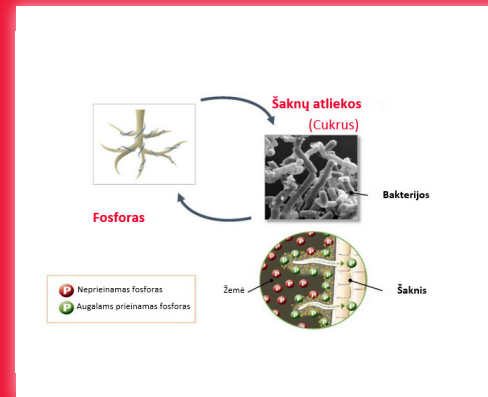 Šaknų atliekos
(Cukrus)
Bakterijos
Fosforas
P Neprieinamas fosforas
P Augalams prieinamas fosforas
Žemė
Šaknis